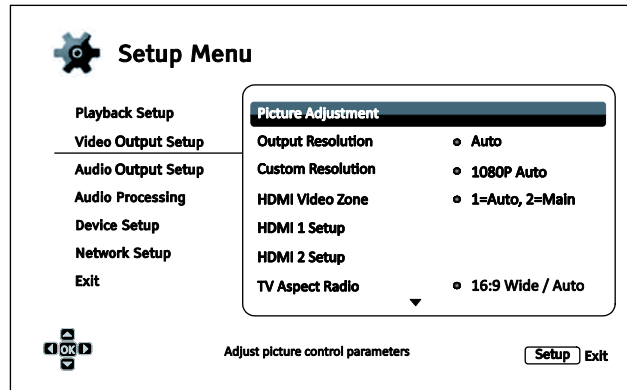 Setup Menu
Playback Setup
Video Output Setup
Audio Output Setup
Audio Processing
Device Setup
Network Setup
Exit
Picture Adjustment
Output Resolution Auto
Custom Resolution 1080P Auto
HDMI Video Zone 1=Auto, 2=Main
HDMI 1 Setup
HDMI 2 Setup
TV Aspect Radio 16:9 Wide / Auto
OK
Adjust picture control parameters
Setup Exit